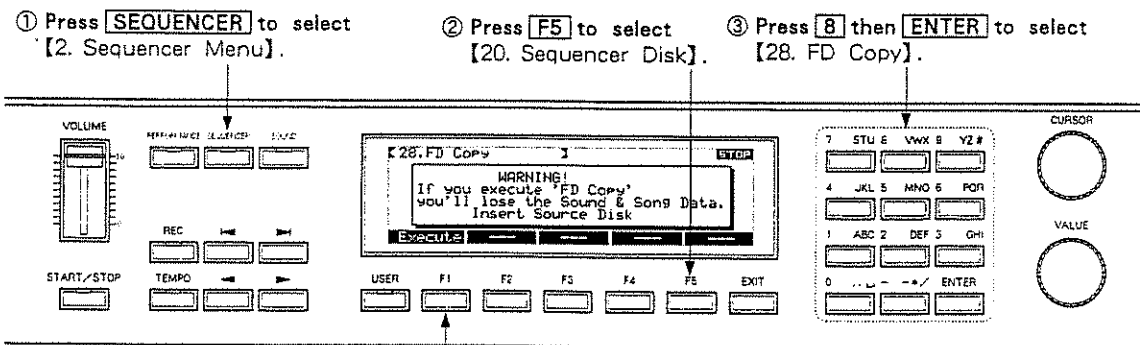 ① Press SEQUENCER to select
【2. Sequencer Menu】.
② Press F5 to select
【20. Sequencer Disk】.
③ Press 8 then ENTER to select
【28. FD Copy】.
VOLUME
PERFORMANCE SEQUENCER SOUND
10
【28.FD Copy 】 STOP
WARNING!
If you execute 'FD Copy'
you'll lose the Sound & Song Data.
Insert Source Disk
Execute
7 STU 8 VWX 9 YZ#
4 JKL 5 MNO 6 PQR
1 ABC 2 DEF 3 GHI
0 ENTER
CURSOR
VALUE
REC
START/STOP
TEMPO
USER F1 F2 F3 F4 F5 EXIT